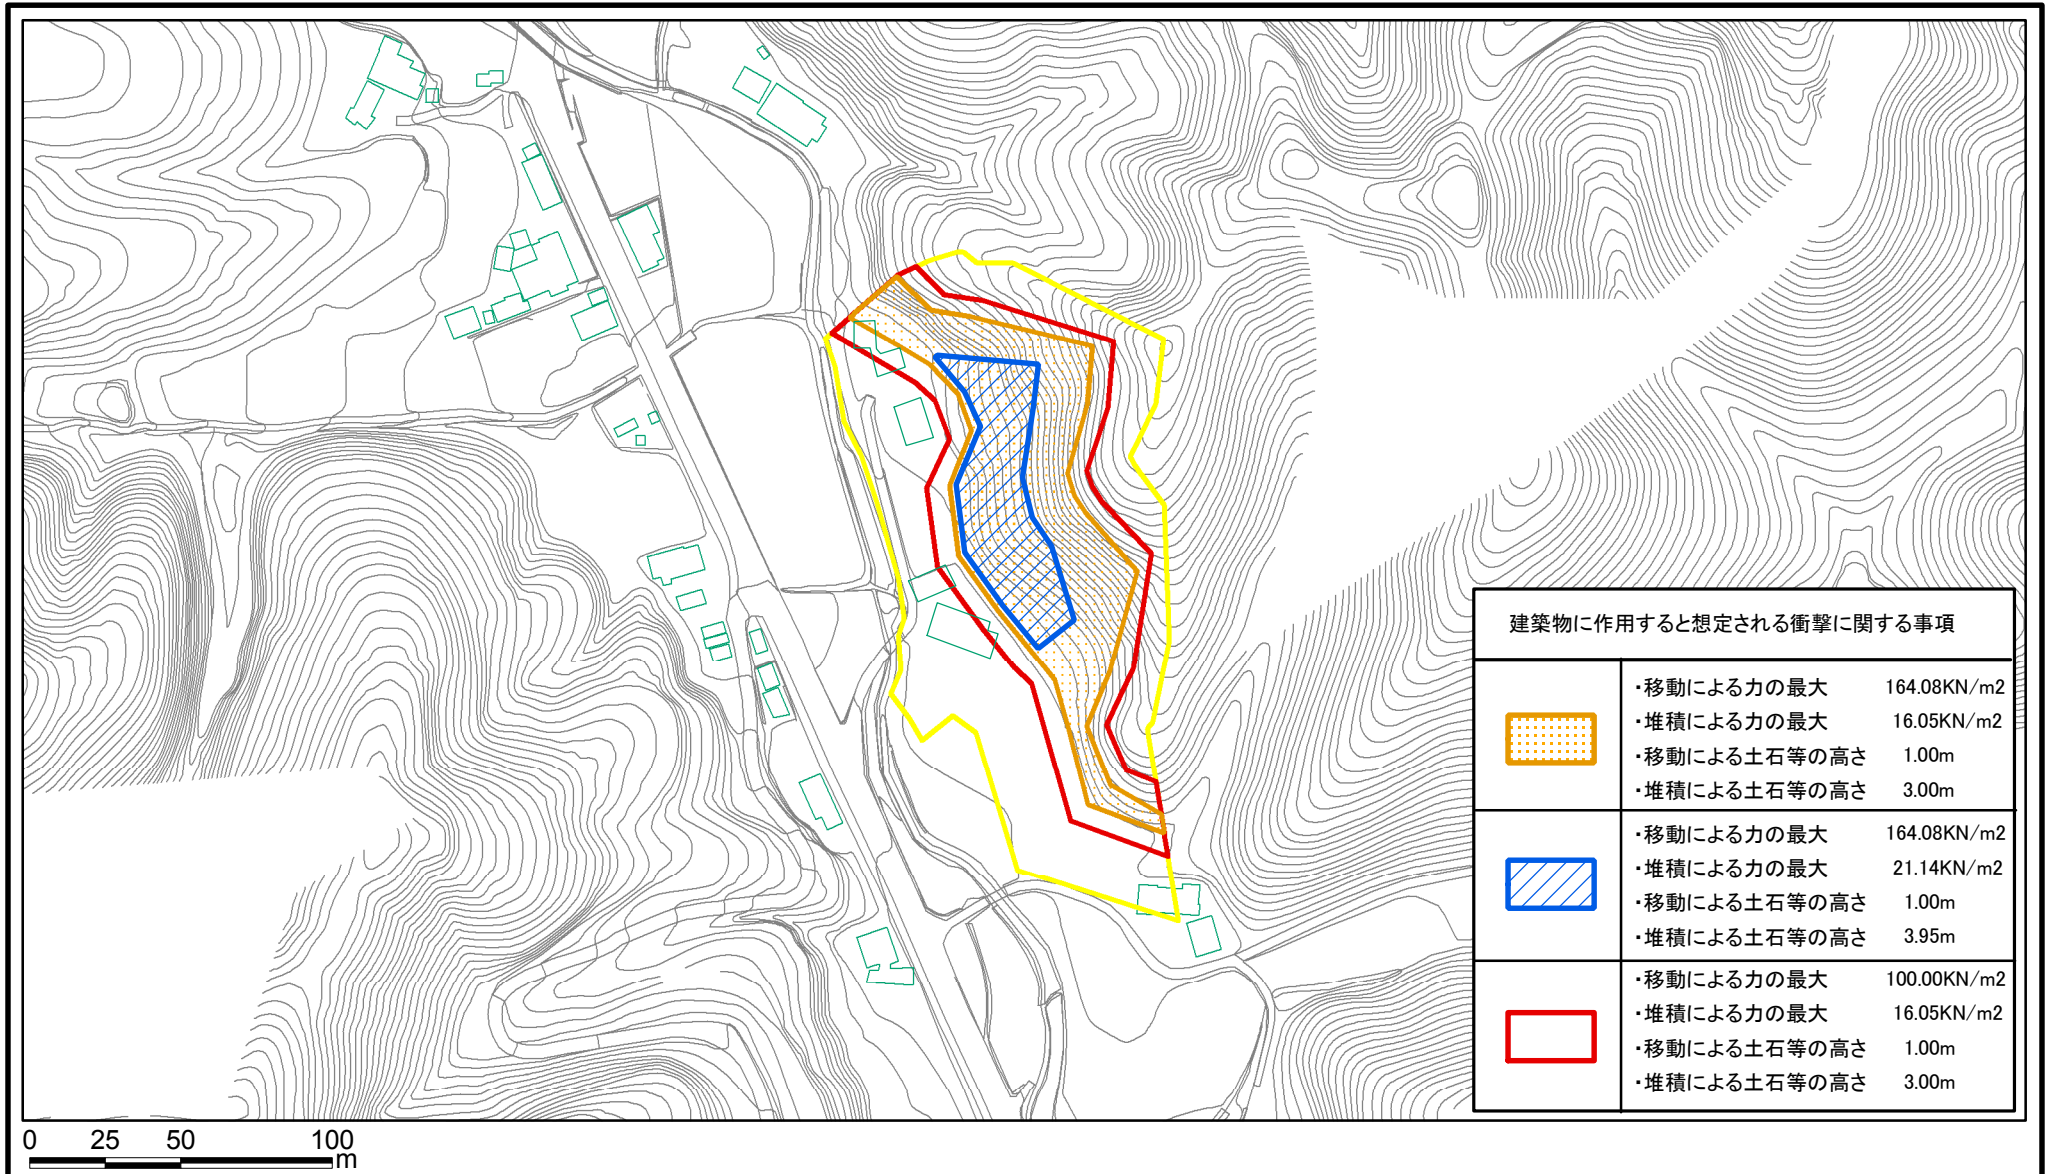 建築物に作用すると想定される衝撃に関する事項
・移動による力の最大 164.08KN/m2
・堆積による力の最大 16.05KN/m2
・移動による土石等の高さ 1.00m
・堆積による土石等の高さ 3.00m
・移動による力の最大 164.08KN/m2
・堆積による力の最大 21.14KN/m2
・移動による土石等の高さ 1.00m
・堆積による土石等の高さ 3.95m
・移動による力の最大 100.00KN/m2
・堆積による力の最大 16.05KN/m2
・移動による土石等の高さ 1.00m
・堆積による土石等の高さ 3.00m
0 25 50 100
m